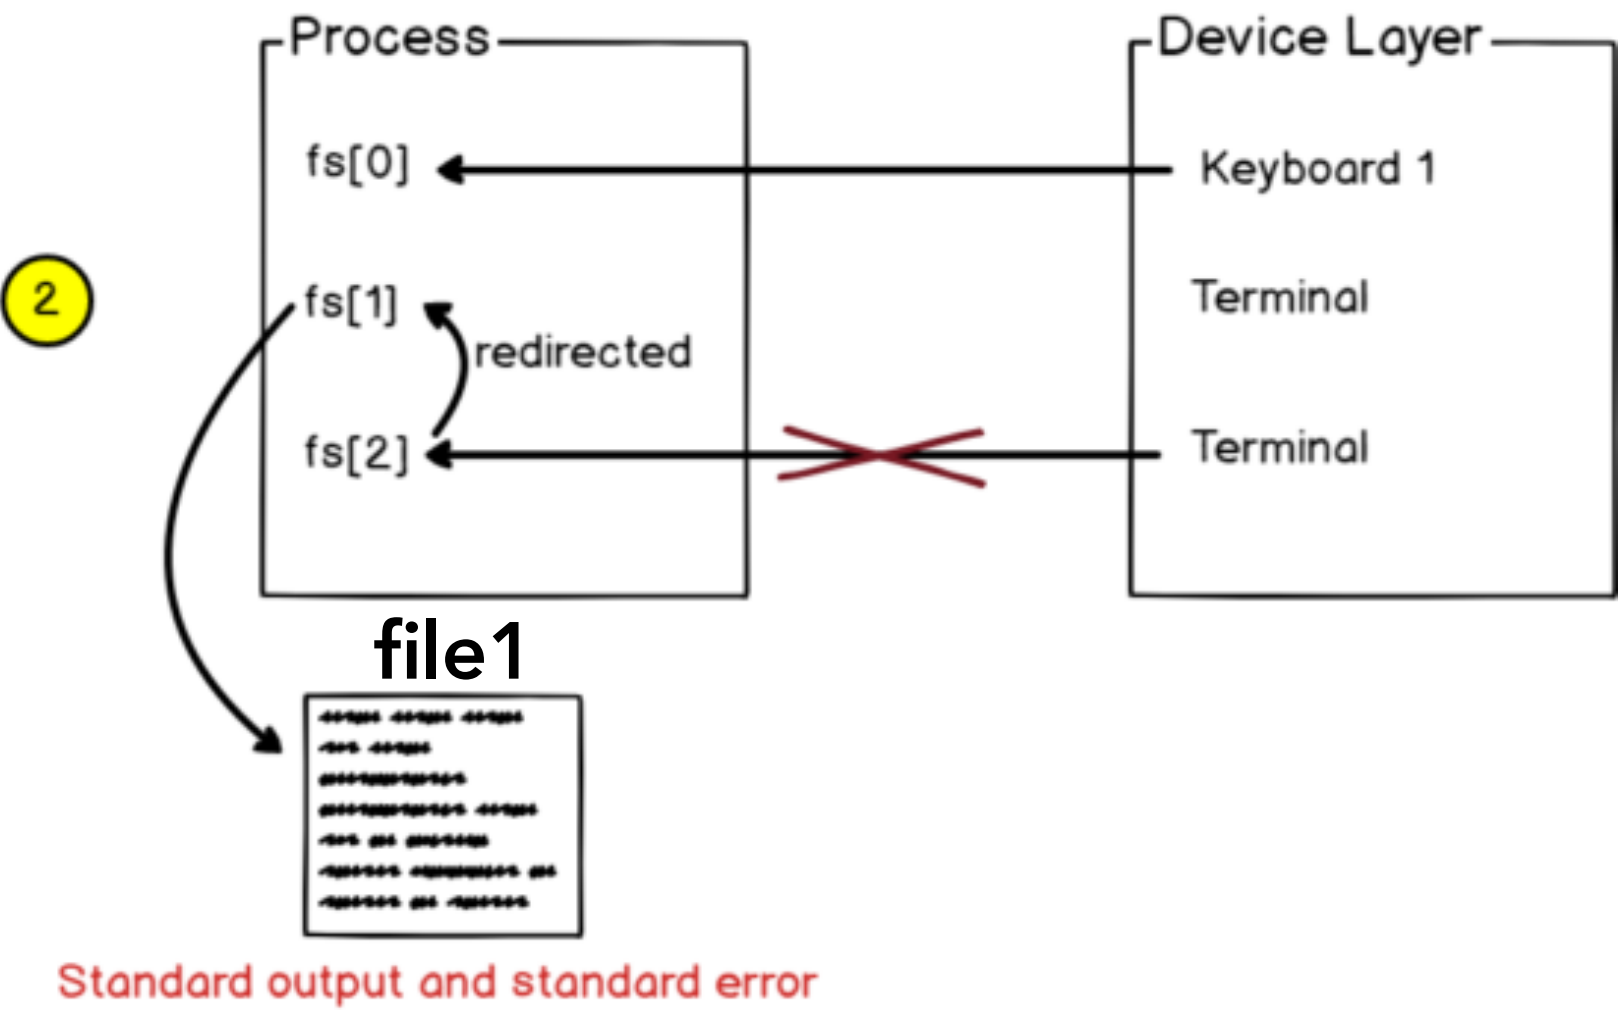 Process
Device Layer
fs[0]
Keyboard 1
2
fs[1]
Terminal
redirected
fs[2]
Terminal
file1
Standard output and standard error